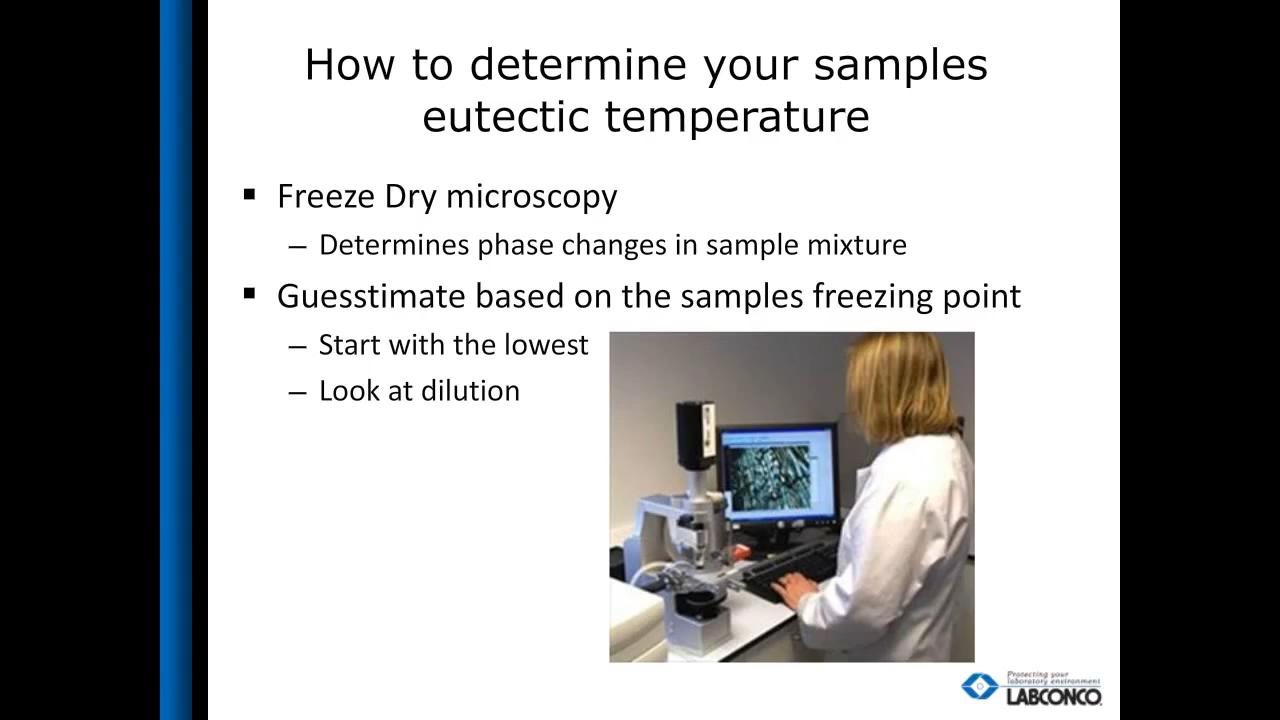 How to determine your samples
eutectic temperature
▪ Freeze Dry microscopy
– Determines phase changes in sample mixture
▪ Guesstimate based on the samples freezing point
– Start with the lowest
– Look at dilution
Protecting your
laboratory environment
LABCONCO